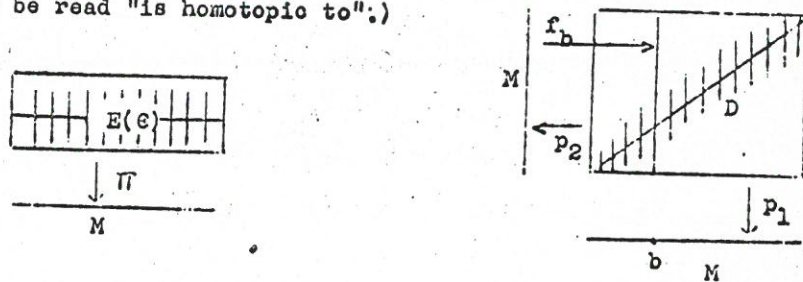 be read "is homotopic to":)
E(ε)
π
M
f_b
M
D
p_2
p_1
b
M